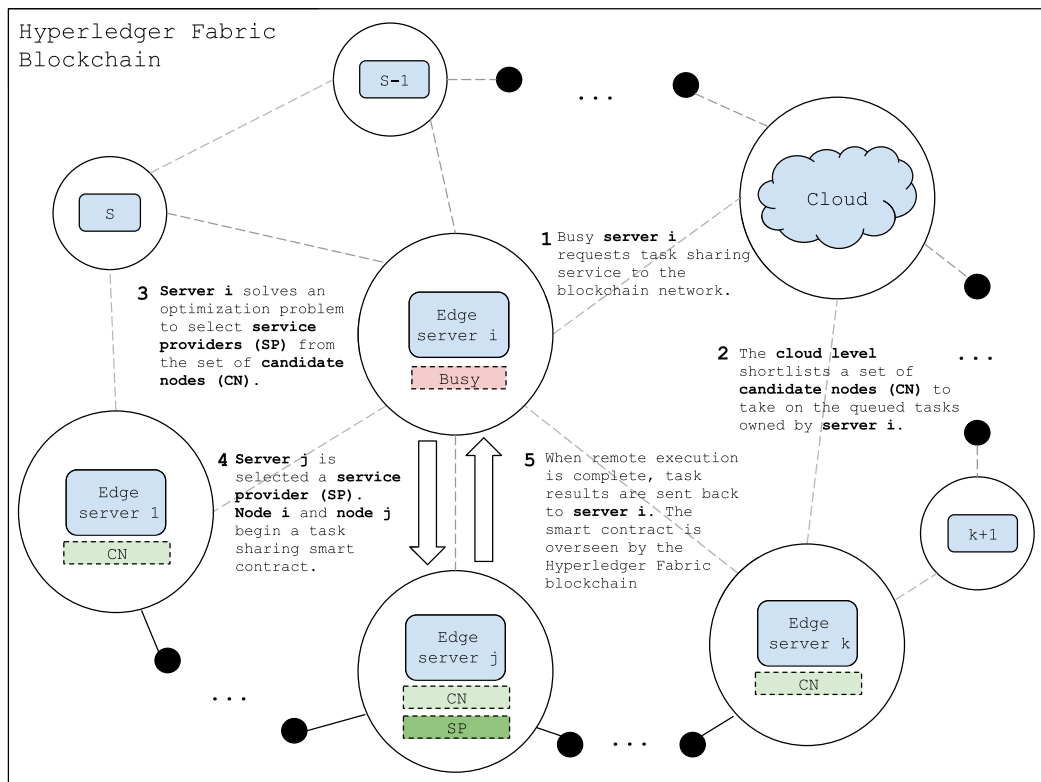 Hyperledger Fabric
Blockchain
S-1
...
S
Cloud
1 Busy server i
requests task sharing
service to the
blockchain network.
3 Server i solves an
optimization problem
to select service
providers (SP) from
the set of candidate
nodes (CN).
Edge
server i
Busy
2 The cloud level
shortlists a set of
candidate nodes (CN) to
take on the queued tasks
owned by server i.
...
Edge
server 1
CN
4 Server j is
selected a service
provider (SP).
Node i and node j
begin a task
sharing smart
contract.
5 When remote execution
is complete, task
results are sent back
to server i. The
smart contract is
overseen by the
Hyperledger Fabric
blockchain
k+1
Edge
server j
CN
SP
Edge
server k
CN
...
...